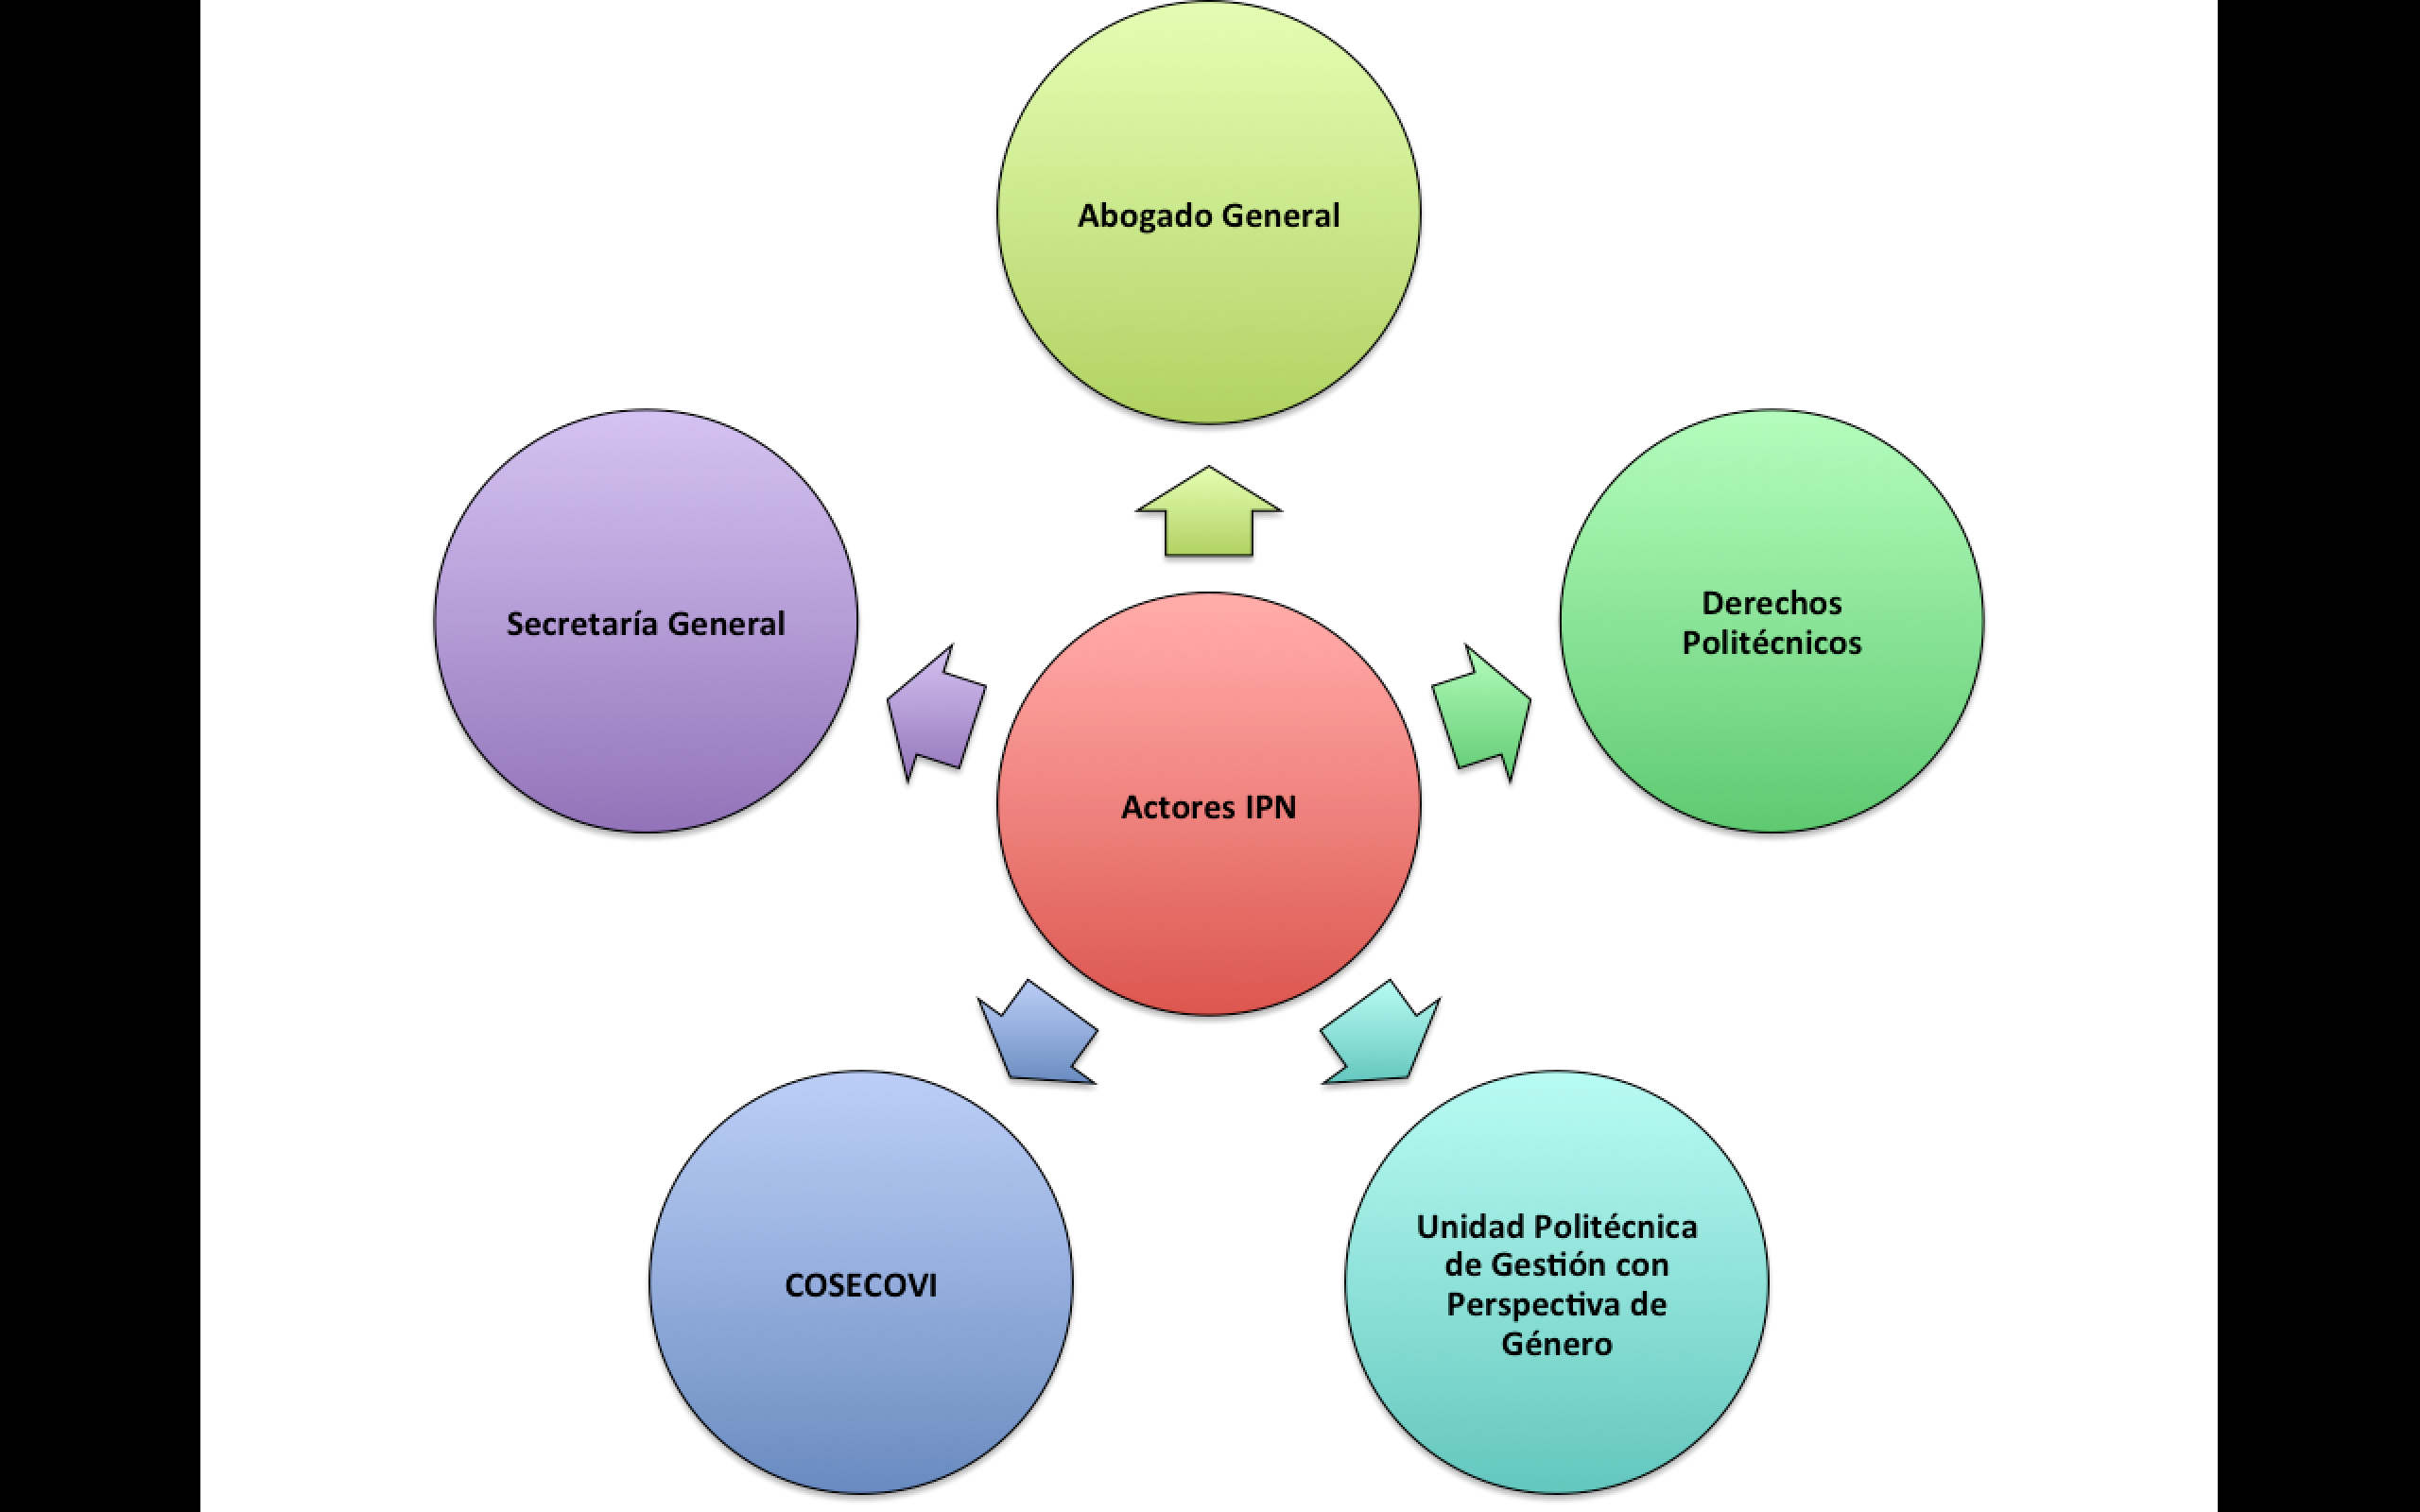 Abogado General
Secretaría General
Derechos
Politécnicos
Actores IPN
COSECOVI
Unidad Politécnica
de Gestión con
Perspectiva de
Género